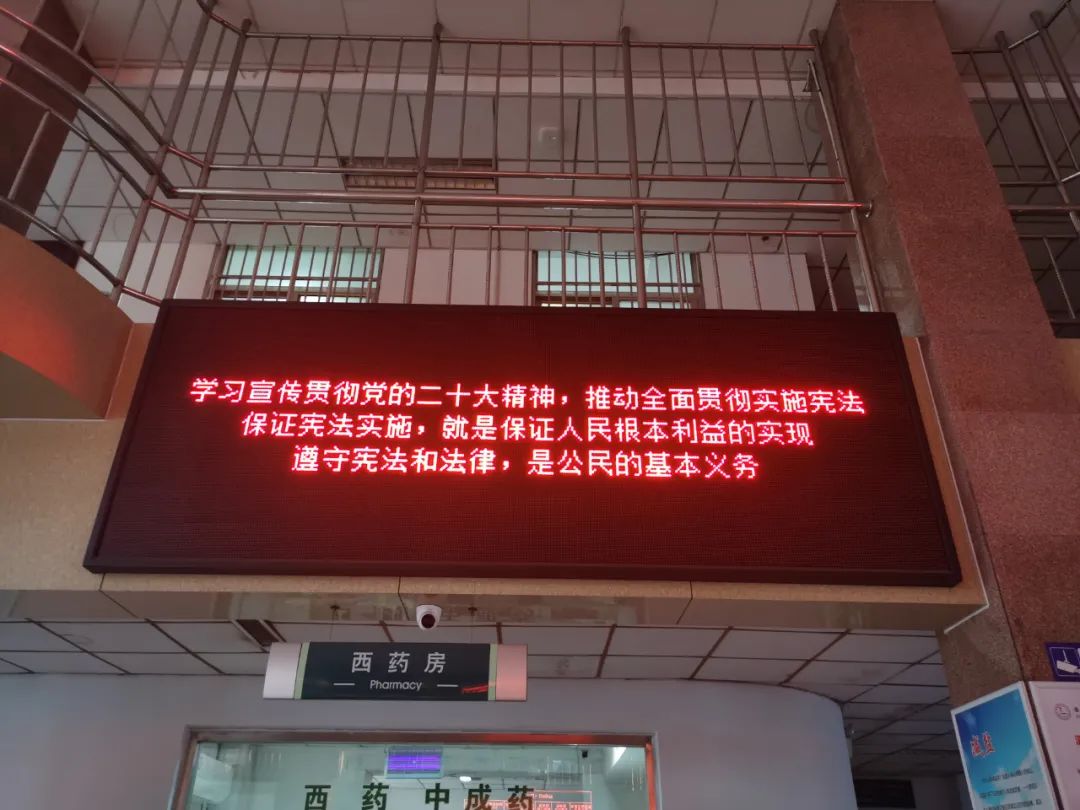 学习宣传贯彻党的二十大精神，推动全面贯彻实施宪法
保证宪法实施，就是保证人民根本利益的实现
遵守宪法和法律，是公民的基本义务
西药房
Pharmacy
西药 中成药